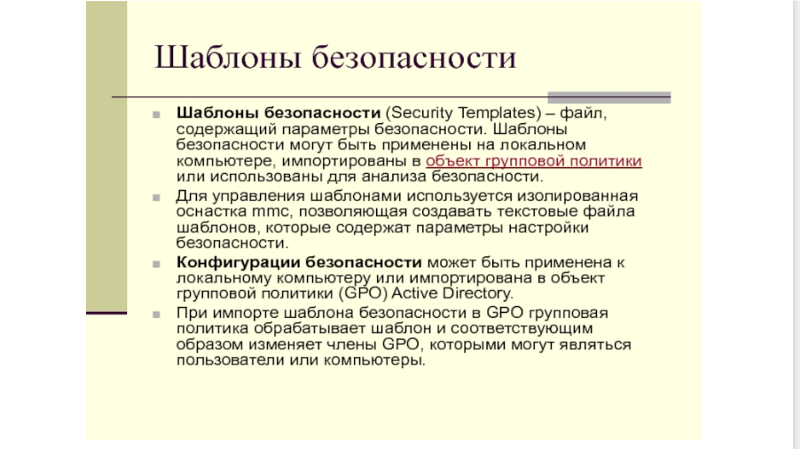 Шаблоны безопасности
Шаблоны безопасности (Security Templates) – файл,
содержащий параметры безопасности. Шаблоны
безопасности могут быть применены на локальном
компьютере, импортированы в объект групповой политики
или использованы для анализа безопасности.
Для управления шаблонами используется изолированная
оснастка mmc, позволяющая создавать текстовые файла
шаблонов, которые содержат параметры настройки
безопасности.
Конфигурации безопасности может быть применена к
локальному компьютеру или импортирована в объект
групповой политики (GPO) Active Directory.
При импорте шаблона безопасности в GPO групповая
политика обрабатывает шаблон и соответствующим
образом изменяет члены GPO, которыми могут являться
пользователи или компьютеры.